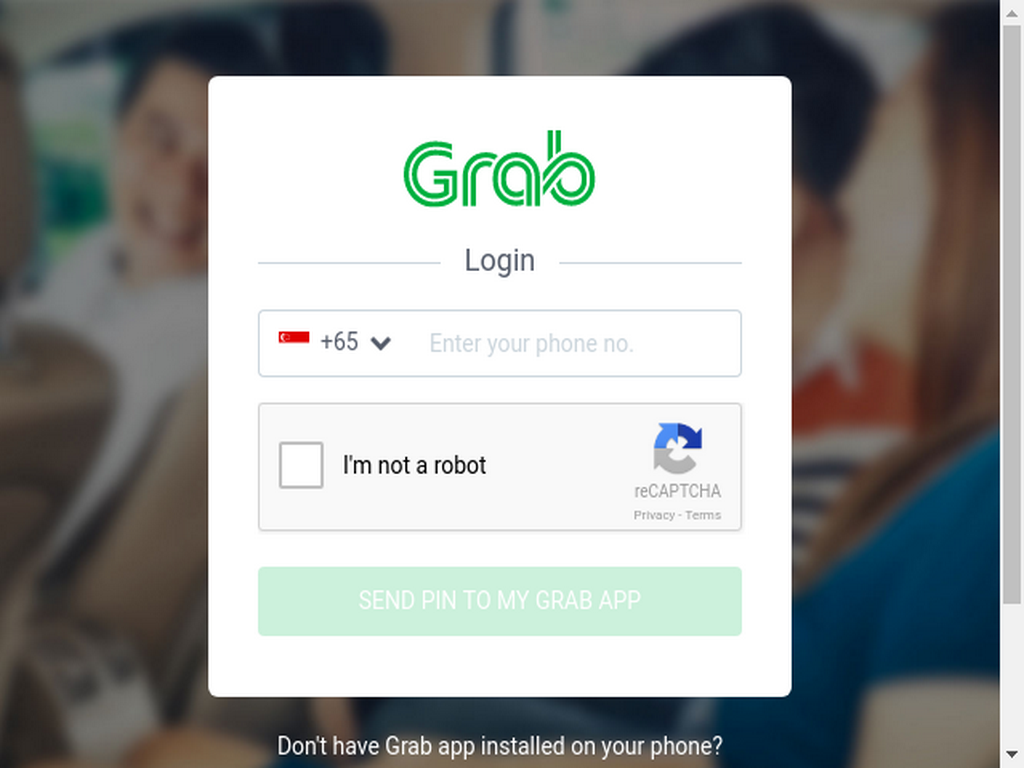 Grab
Login
+65 Enter your phone no.
I'm not a robot
reCAPTCHA
Privacy - Terms
SEND PIN TO MY GRAB APP
Don't have Grab app installed on your phone?